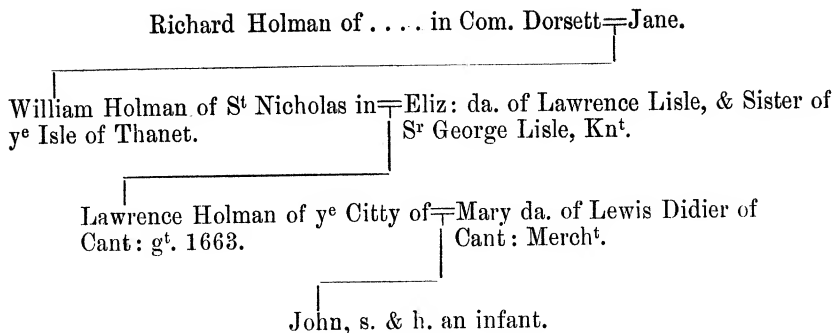 Richard Holman of . . . . in Com. Dorsett=Jane.
William Holman of Sᵗ Nicholas in=Eliz: da. of Lawrence Lisle, & Sister of
yᵉ Isle of Thanet. Sʳ George Lisle, Knᵗ.
Lawrence Holman of yᵉ Citty of=Mary da. of Lewis Didier of
Cant: gᵗ. 1663. Cant: Merchᵗ.
John, s. & h. an infant.